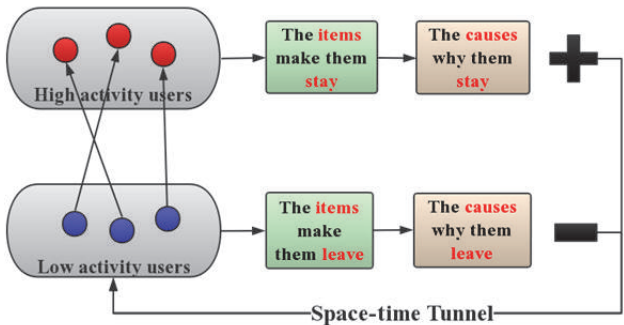 The items
make them
stay
The causes
why them
stay
High activity users
The items
make
them leave
The causes
why them
leave
Low activity users
Space-time Tunnel